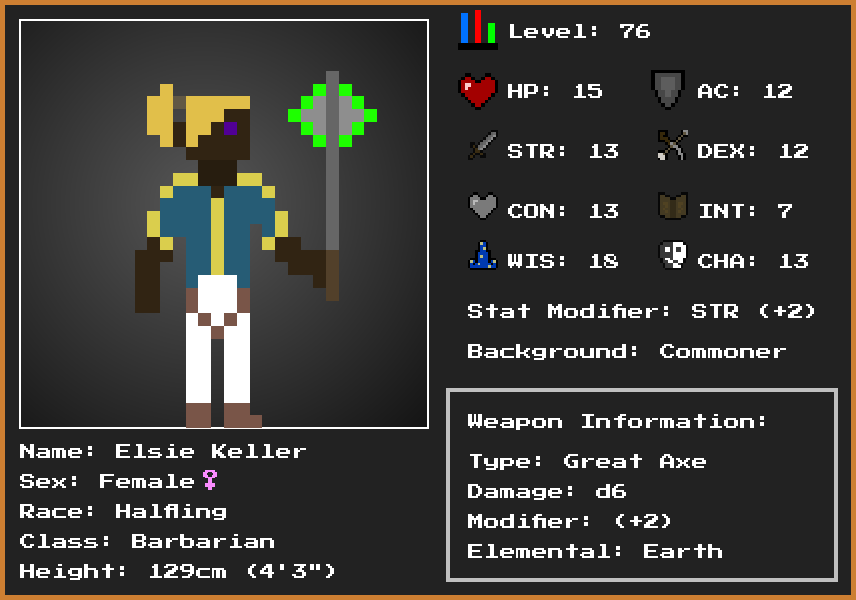 Level: 76
HP: 15
AC: 12
STR: 13
DEX: 12
CON: 13
INT: 7
WIS: 18
CHA: 13
Stat Modifier: STR (+2)
Background: Commoner
Weapon Information:
Type: Great Axe
Damage: d6
Modifier: (+2)
Elemental: Earth
Name: Elsie Keller
Sex: Female♀
Race: Halfling
Class: Barbarian
Height: 129cm (4'3")